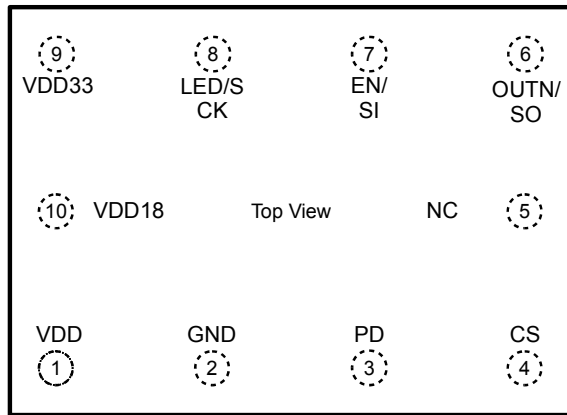 9 8 7 6
VDD33 LED/S EN/ OUTN/
CK SI SO
10 VDD18 Top View NC 5
VDD GND PD CS
1 2 3 4